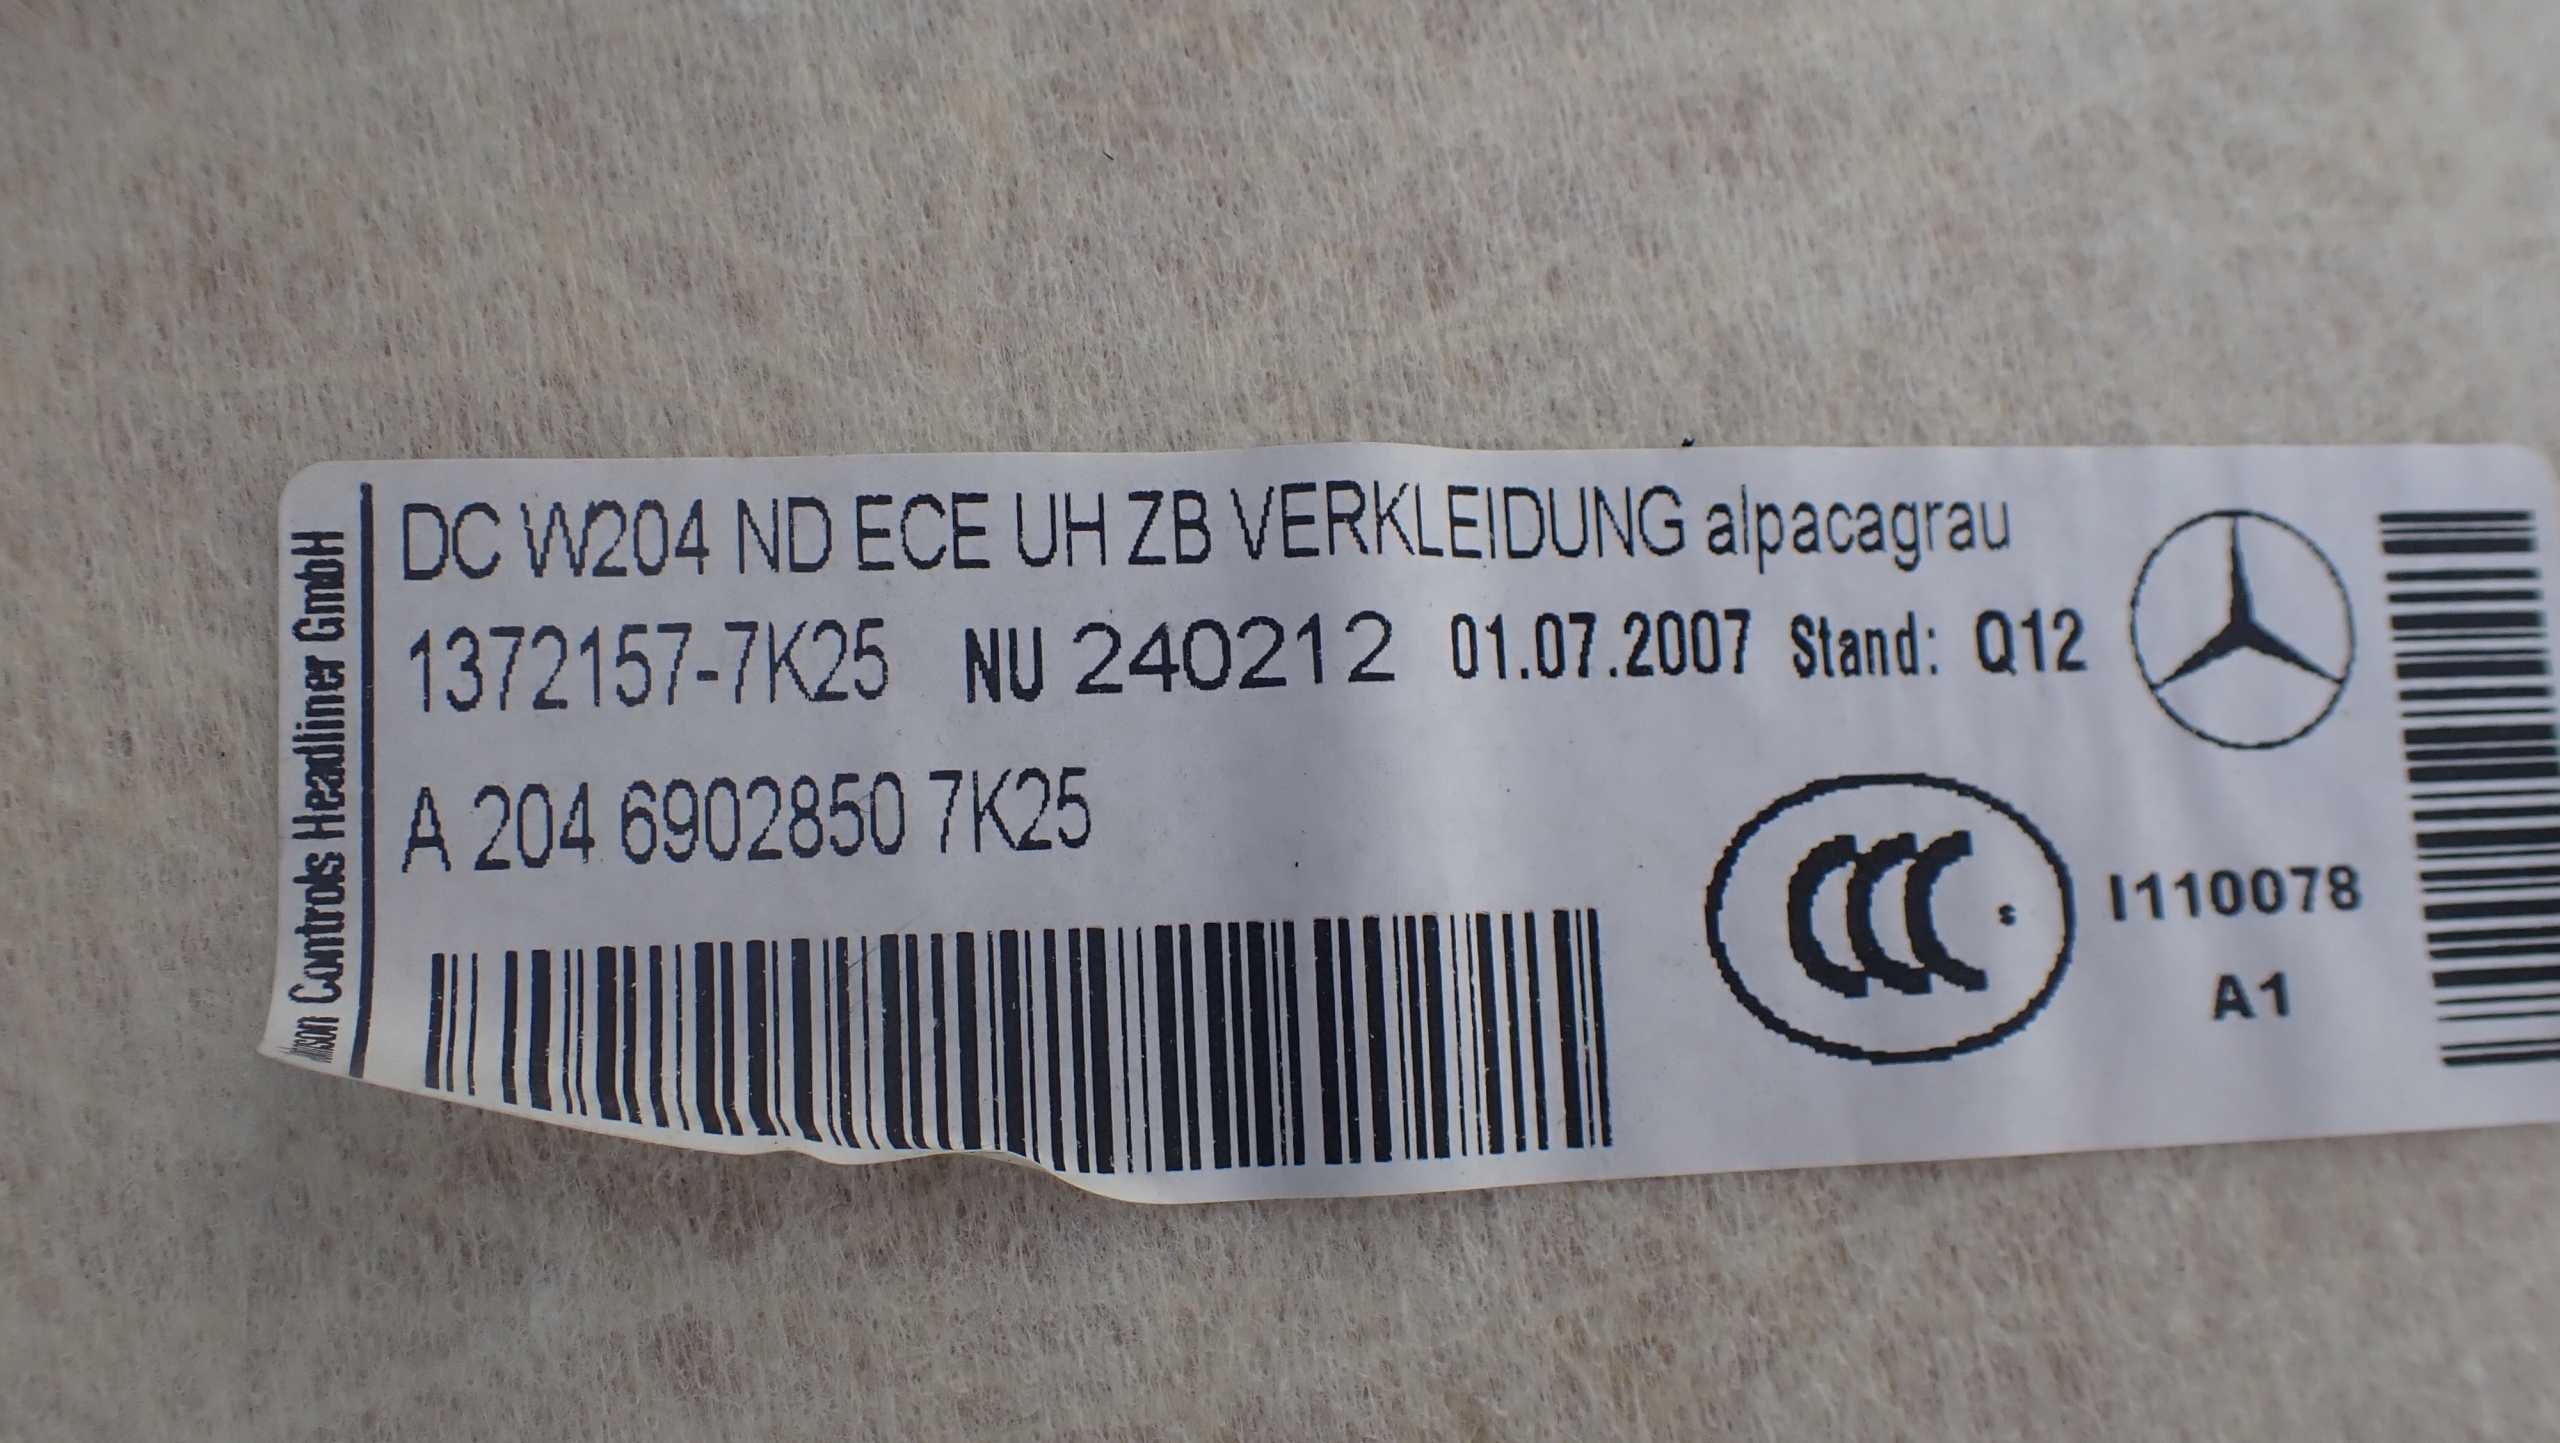 DC W204 ND ECE UH ZB VERKLEIDUNG alpacagrau
1372157-7K25 NU 240212 01.07.2007 Stand: Q12
A 204 6902850 7K25
Controls Headliner GmbH
CCC S
I110078
A1